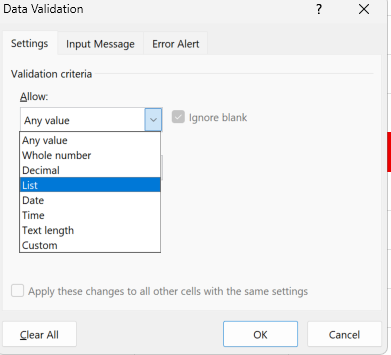 Data Validation ?
Settings Input Message Error Alert
Validation criteria
Allow:
Any value Ignore blank
Any value
Whole number
Decimal
List
Date
Time
Text length
Custom
Apply these changes to all other cells with the same settings
Clear All OK Cancel